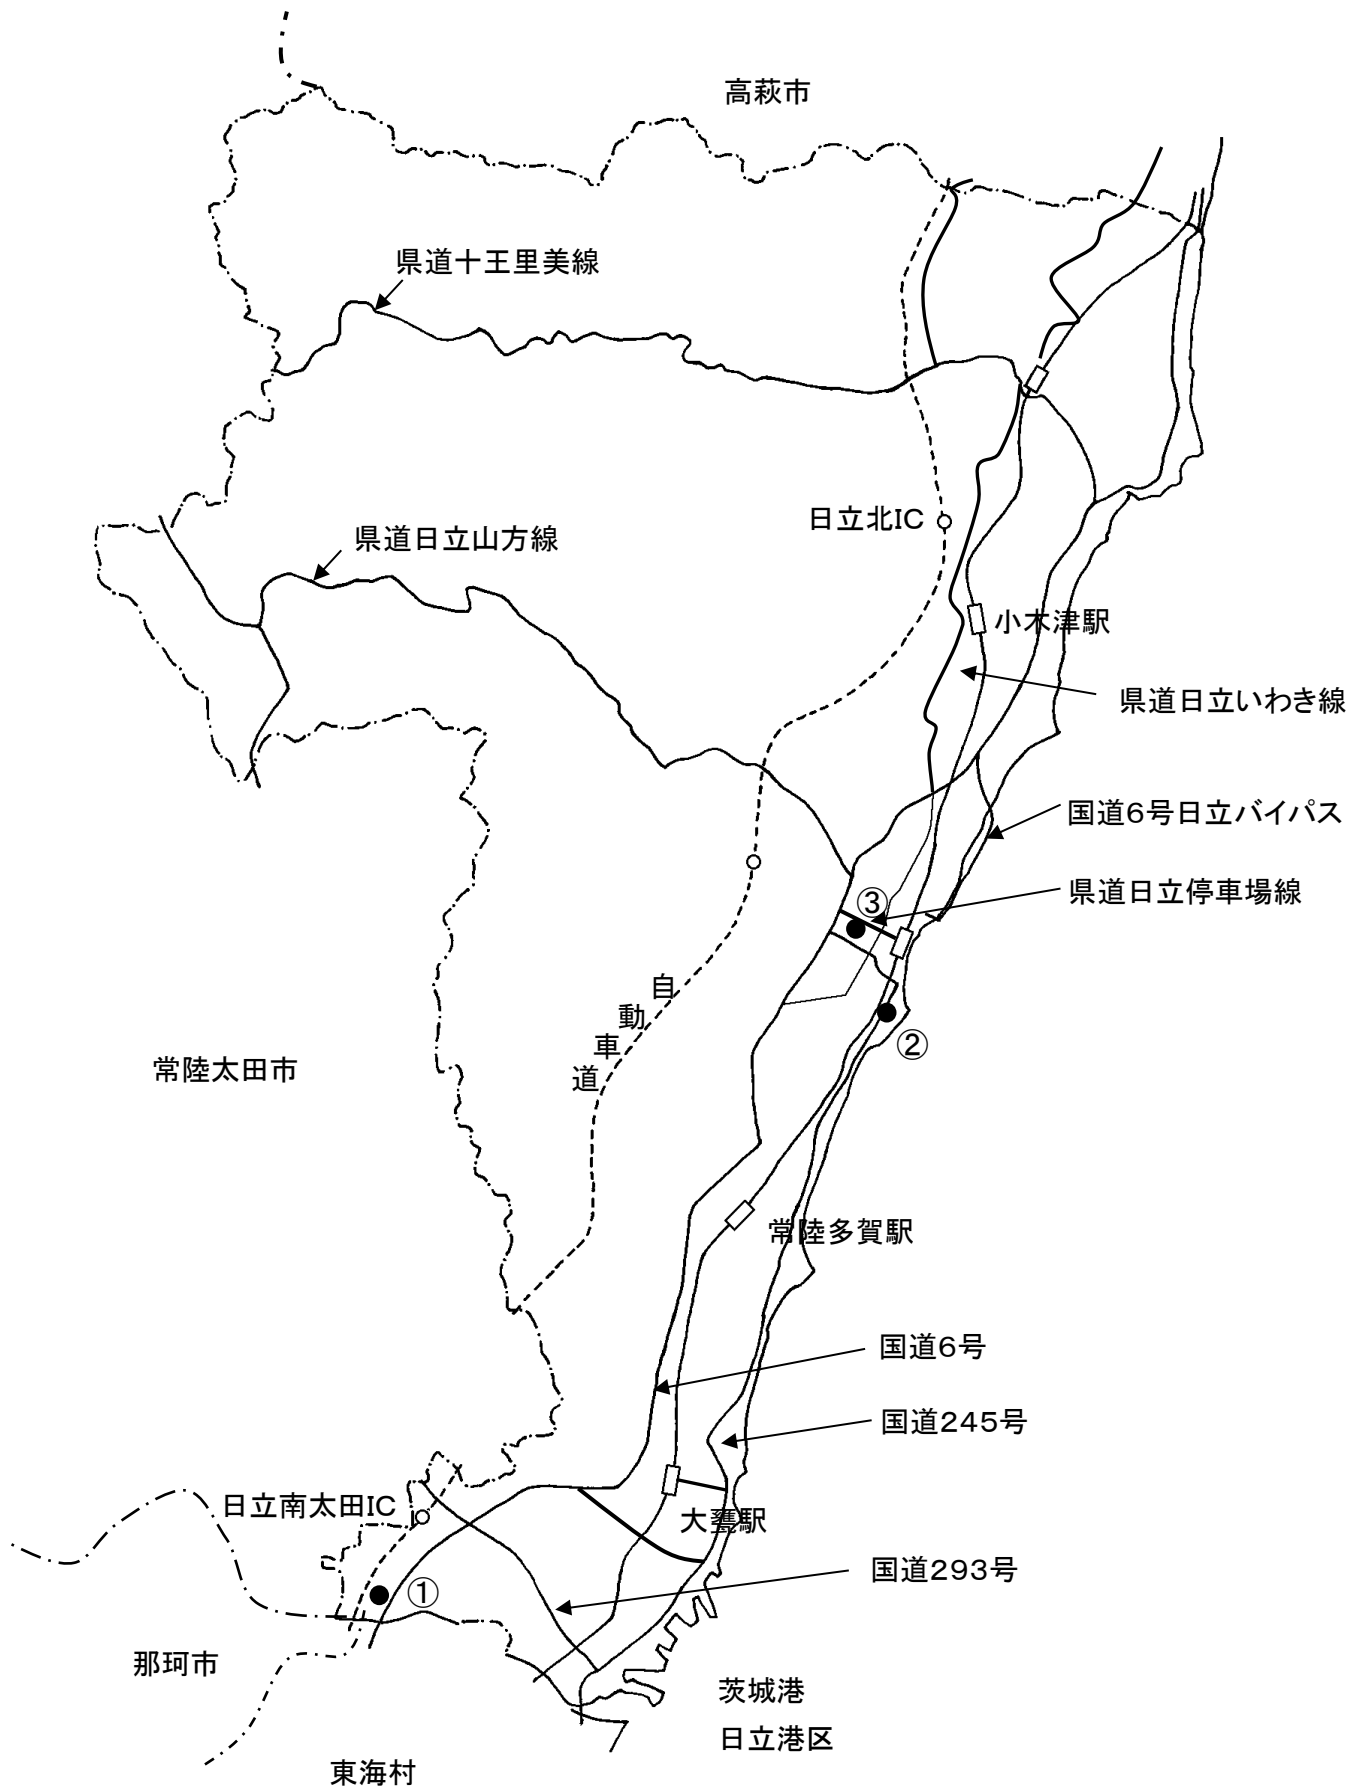 高萩市
県道十王里美線
日立北IC
県道日立山方線
小木津駅
県道日立いわき線
国道6号日立バイパス
県道日立停車場線
③
自
動
車
道
②
常陸太田市
常陸多賀駅
国道6号
国道245号
日立南太田IC
大甕駅
国道293号
①
那珂市
茨城港
日立港区
東海村